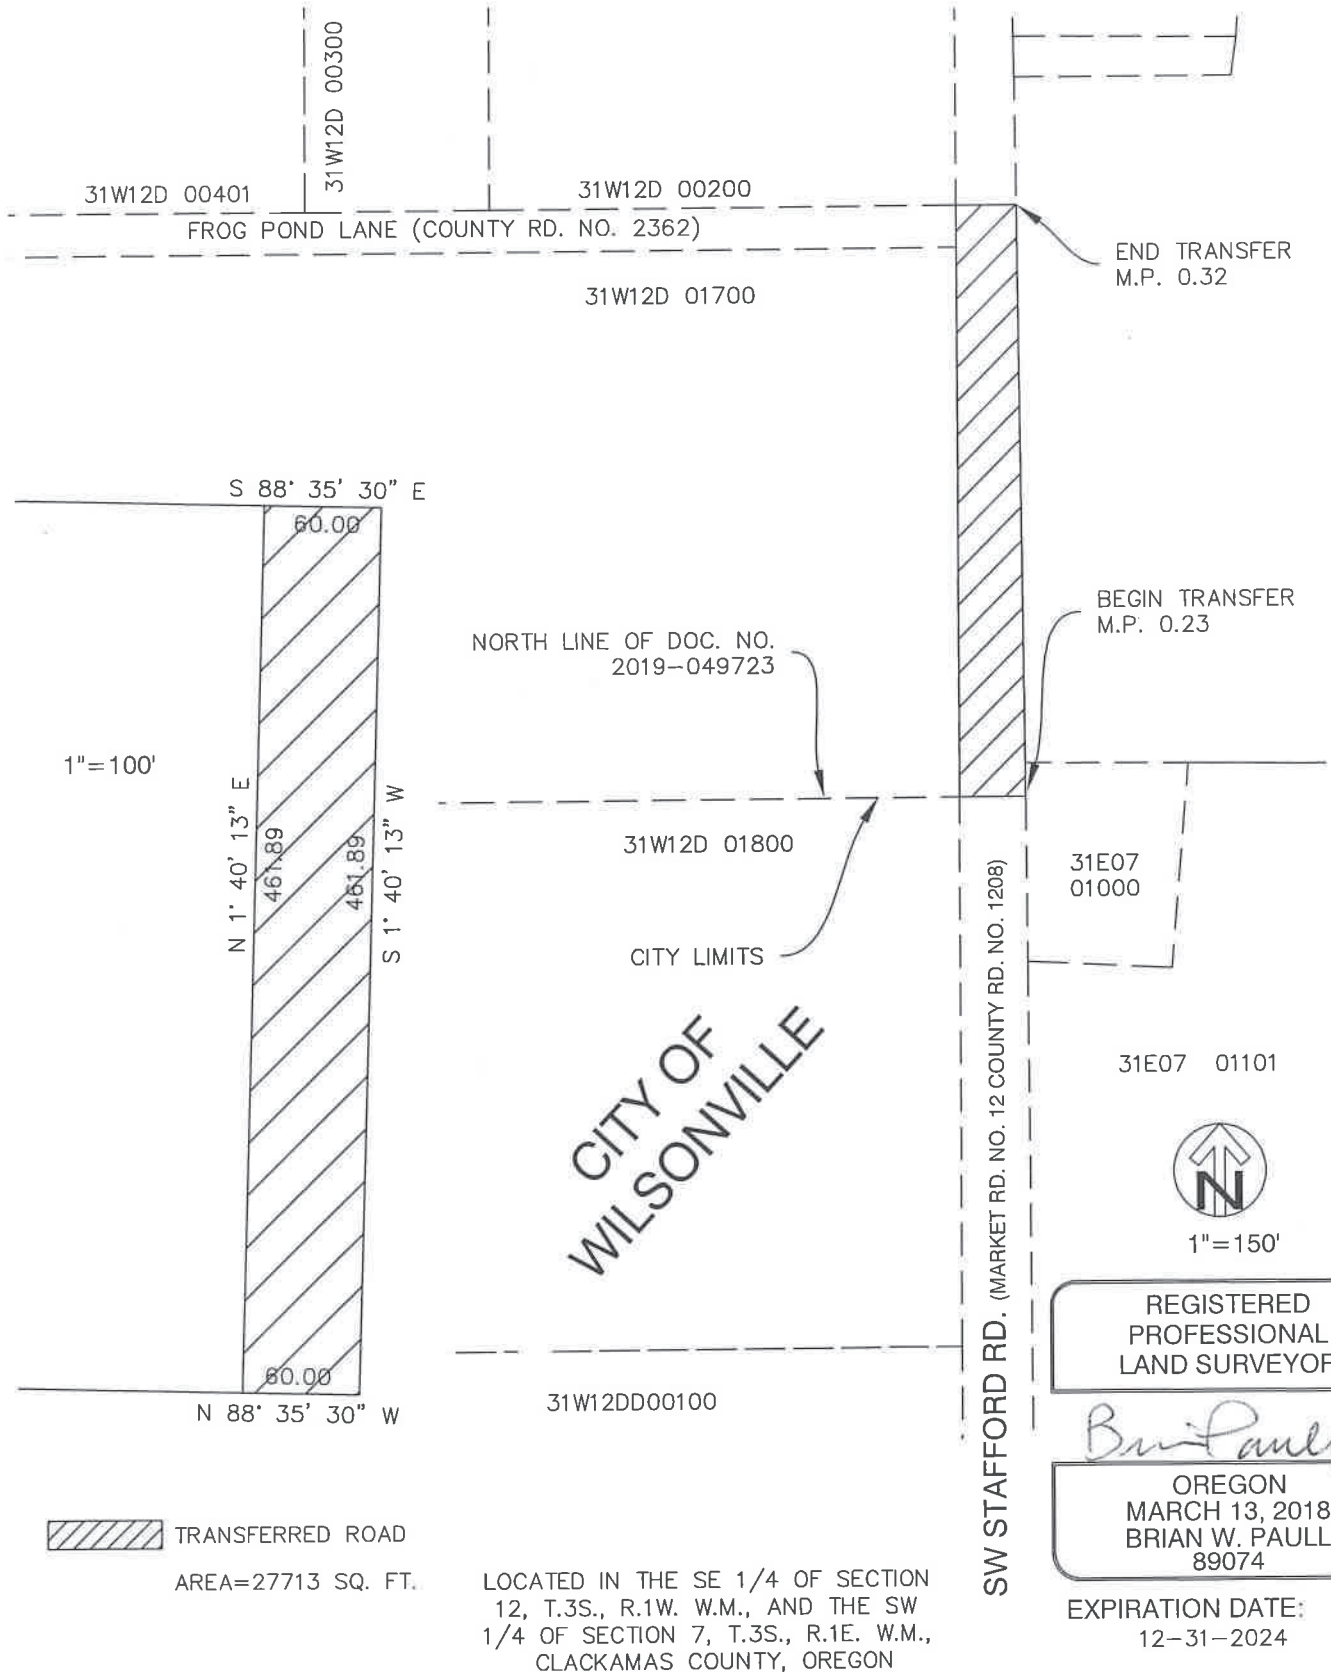 31W12D 00300
31W12D 00401
31W12D 00200
FROG POND LANE (COUNTY RD. NO. 2362)
END TRANSFER
M.P. 0.32
31W12D 01700
S 88° 35' 30" E
60.00
BEGIN TRANSFER
M.P. 0.23
NORTH LINE OF DOC. NO.
2019-049723
1"=100'
N 1° 40' 13" E
461.89
461.89
S 1° 40' 13" W
31W12D 01800
31E07
01000
CITY LIMITS
CITY OF
WILSONVILLE
31E07 01101
N
1"=150'
SW STAFFORD RD. (MARKET RD. NO. 12 COUNTY RD. NO. 1208)
60.00
N 88° 35' 30" W
31W12DD00100
REGISTERED
PROFESSIONAL
LAND SURVEYOR
OREGON
MARCH 13, 2018
BRIAN W. PAULL
89074
EXPIRATION DATE:
12-31-2024
TRANSFERRED ROAD
AREA=27713 SQ. FT.
LOCATED IN THE SE 1/4 OF SECTION
12, T.3S., R.1W. W.M., AND THE SW
1/4 OF SECTION 7, T.3S., R.1E. W.M.,
CLACKAMAS COUNTY, OREGON